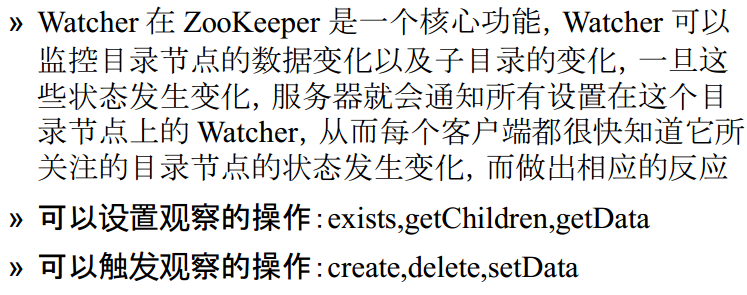 » Watcher 在 ZooKeeper 是一个核心功能, Watcher 可以
监控目录节点的数据变化以及子目录的变化, 一旦这
些状态发生变化, 服务器就会通知所有设置在这个目
录节点上的 Watcher, 从而每个客户端都很快知道它所
关注的目录节点的状态发生变化, 而做出相应的反应
» 可以设置观察的操作:exists,getChildren,getData
» 可以触发观察的操作:create,delete,setData